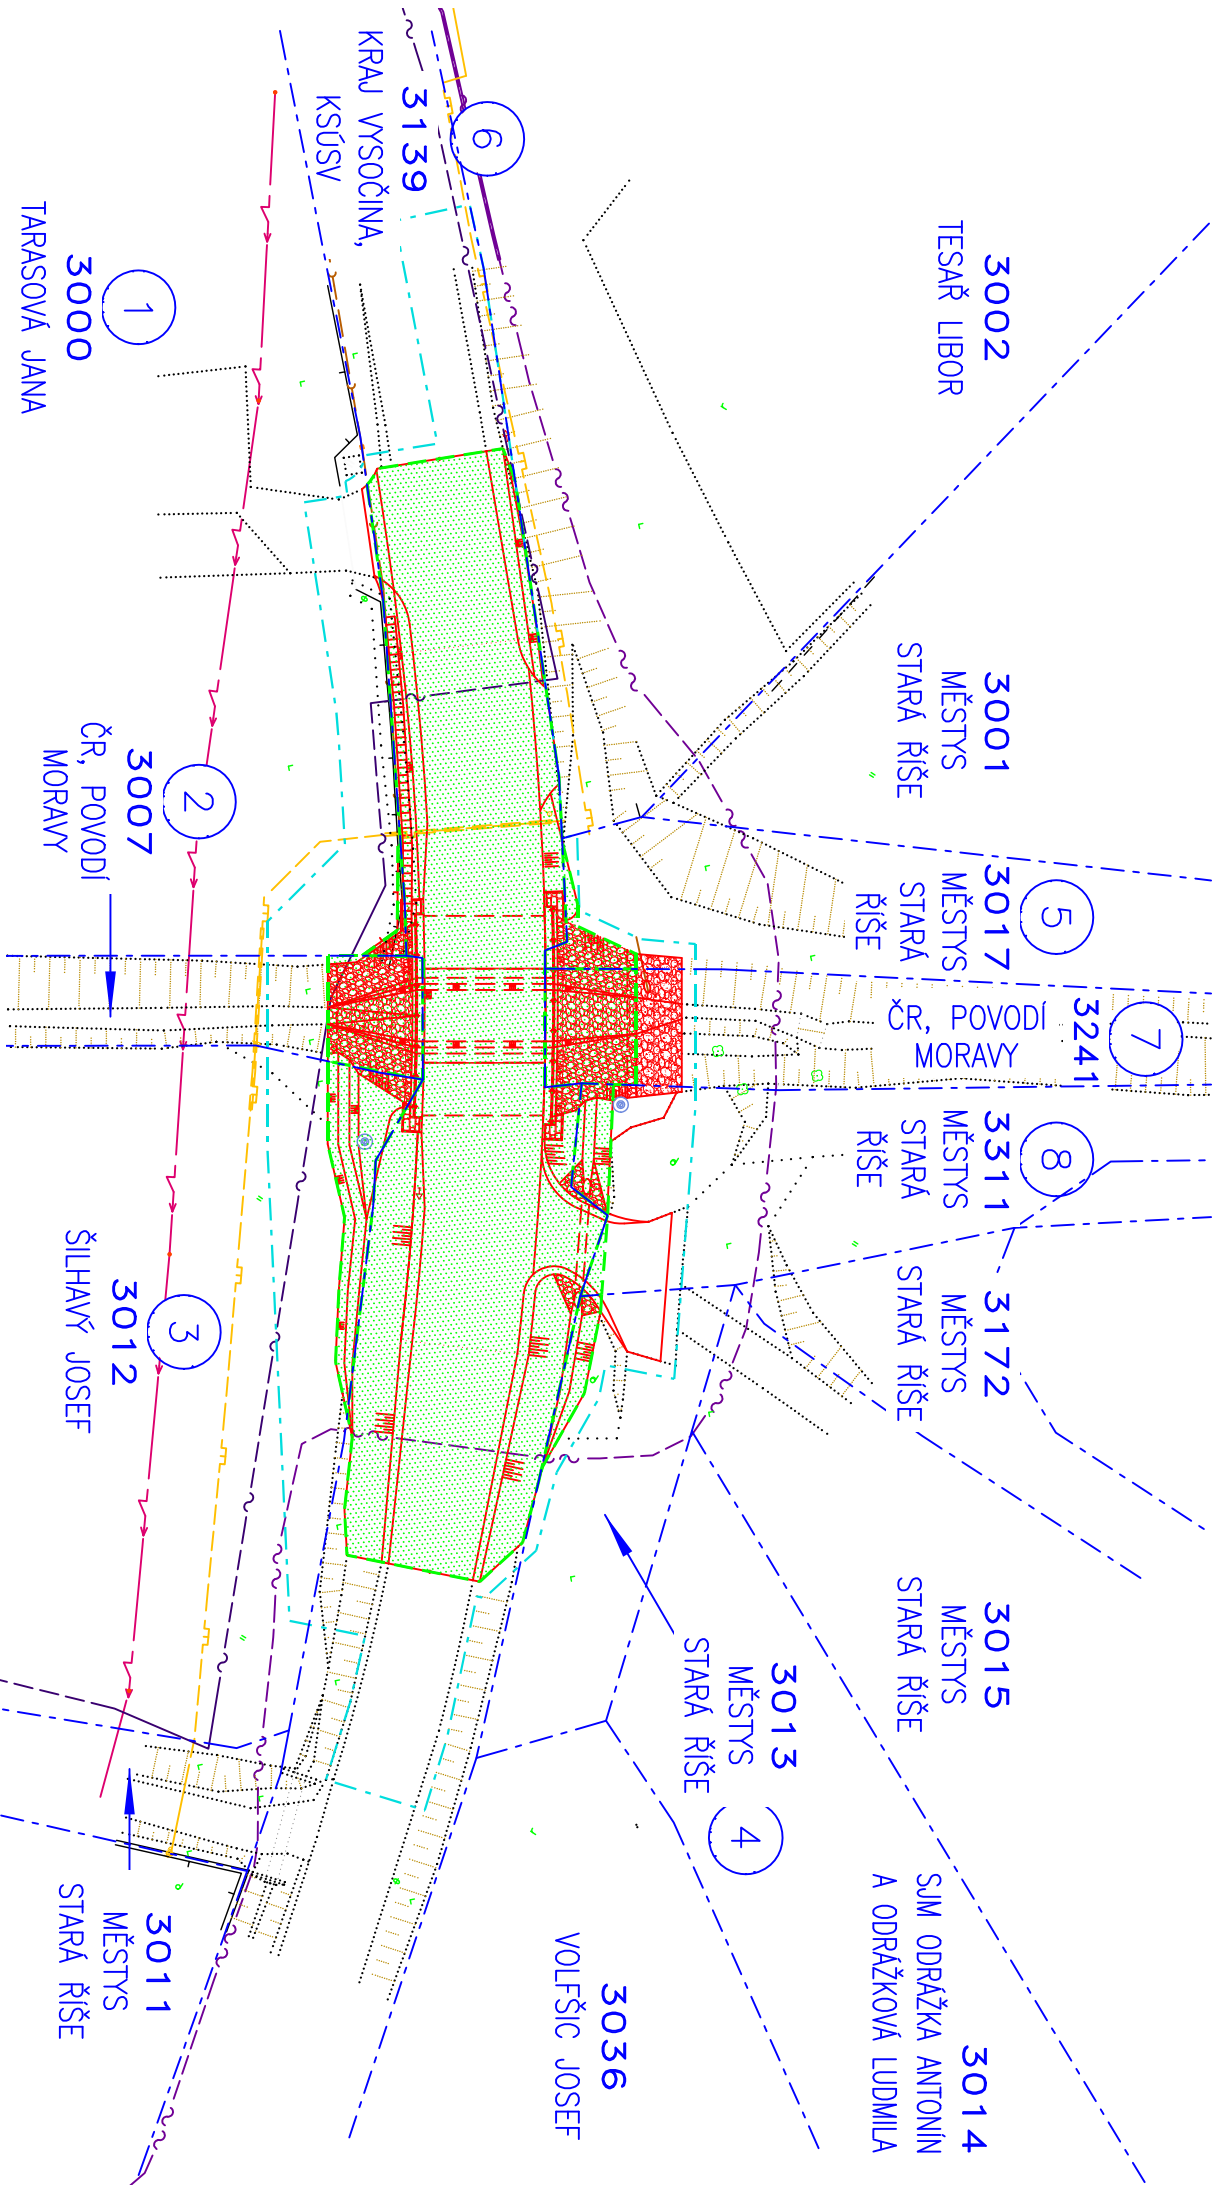 3002
TESAŘ LIBOR
3001
MĚSTYS
STARÁ ŘÍŠE
5
3017
MĚSTYS
STARÁ
ŘÍŠE
7
3241
ČR, POVODÍ
MORAVY
8
3311
MĚSTYS
STARÁ
ŘÍŠE
3172
MĚSTYS
STARÁ ŘÍŠE
3015
MĚSTYS
STARÁ ŘÍŠE
3014
SJM ODRÁŽKA ANTONÍN
A ODRÁŽKOVÁ LUDMILA
3013
MĚSTYS
STARÁ ŘÍŠE
4
3036
VOLFŠIC JOSEF
6
3139
KRAJ VYSOČINA,
KSÚSV
1
3000
TARASOVÁ JANA
2
3007
ČR, POVODÍ
MORAVY
3
3012
ŠILHAVÝ JOSEF
3011
MĚSTYS
STARÁ ŘÍŠE